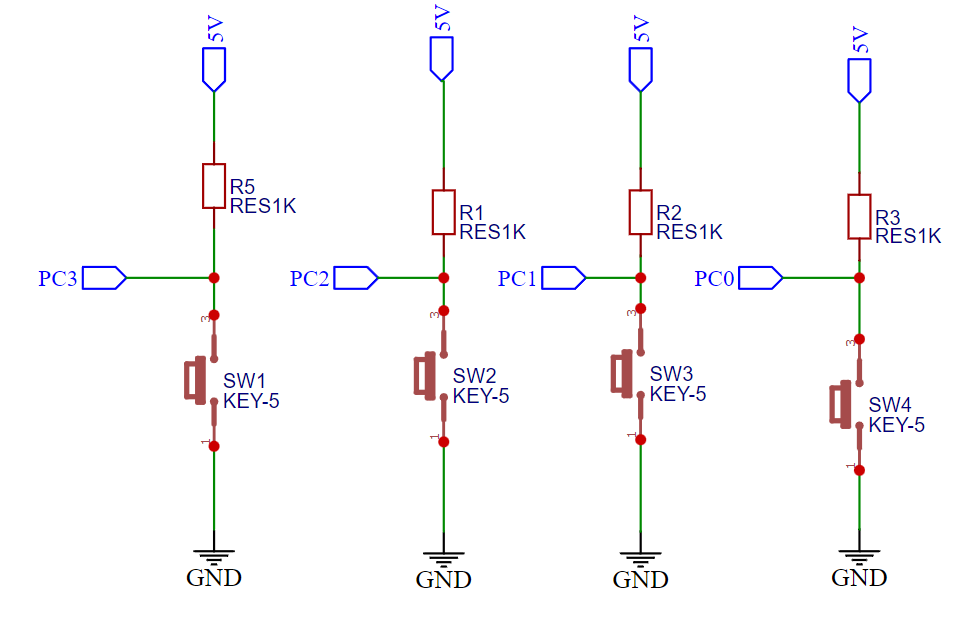 5V
5V
5V
5V
R5
RES1K
R1
RES1K
R2
RES1K
R3
RES1K
PC3
PC2
PC1
PC0
3
3
3
3
SW1
KEY-5
SW2
KEY-5
SW3
KEY-5
SW4
KEY-5
1
1
1
1
GND
GND
GND
GND